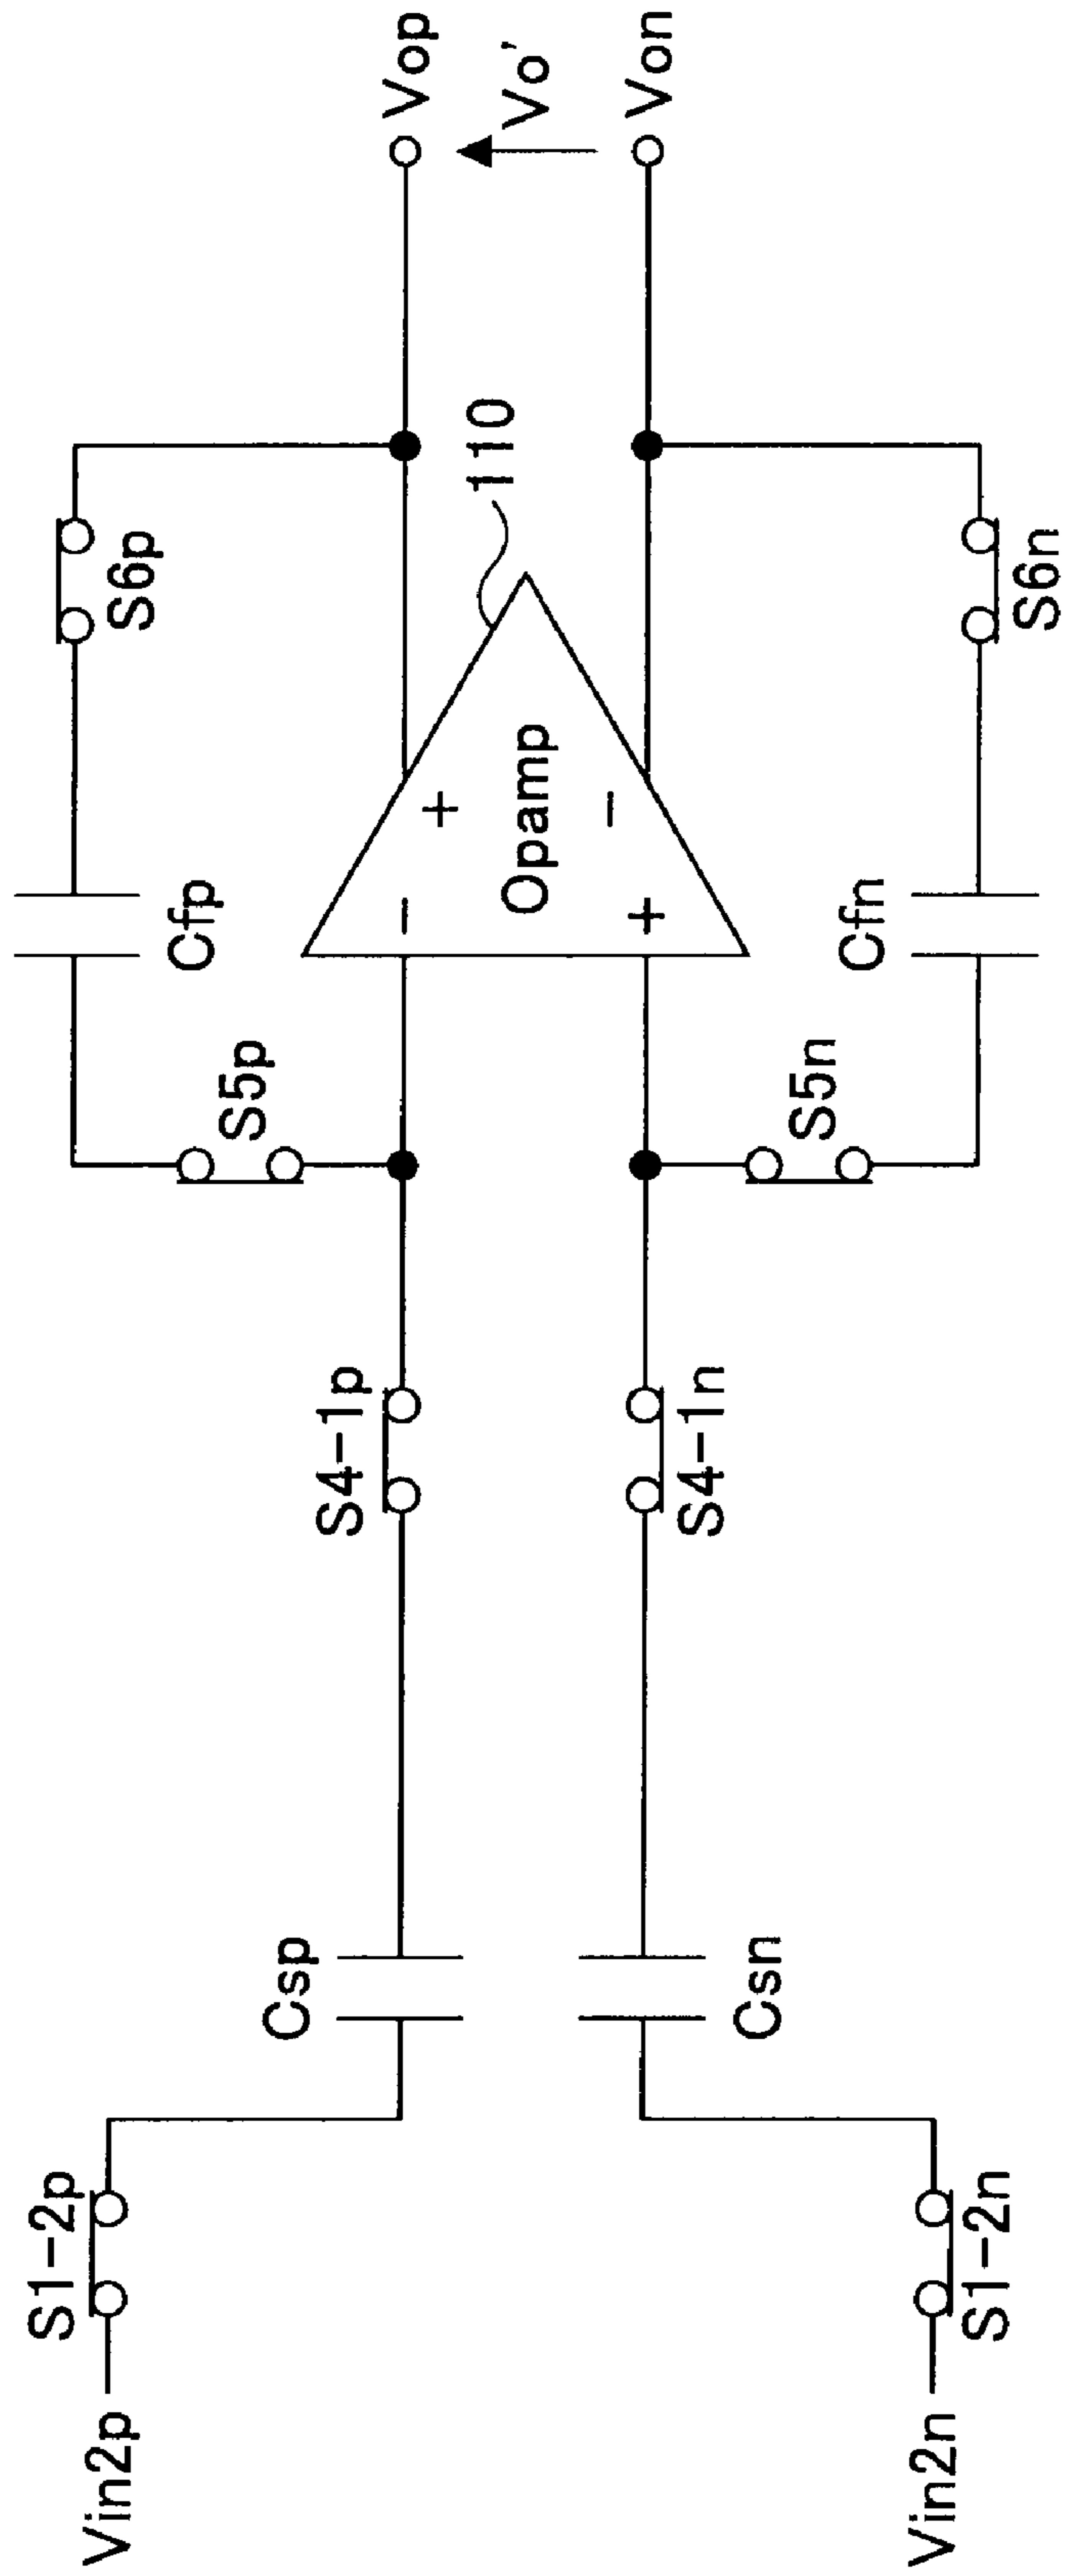 S6p
Cfp
S5p
Vop
110
S1-2p
Vin2p
Csp
S4-1p
−
+
Opamp
Vo'
+
−
Csn
S4-1n
Von
S5n
Cfn
S1-2n
Vin2n
S6n